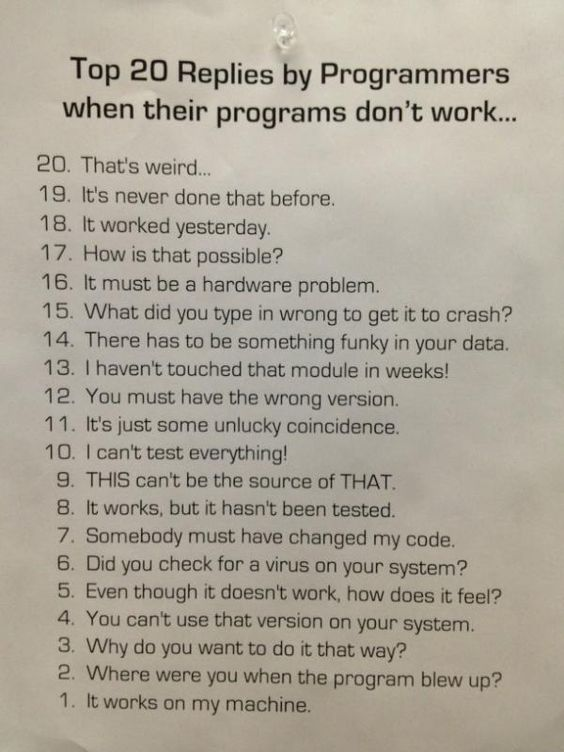 Top 20 Replies by Programmers
when their programs don't work...
20. That's weird...
19. It's never done that before.
18. It worked yesterday.
17. How is that possible?
16. It must be a hardware problem.
15. What did you type in wrong to get it to crash?
14. There has to be something funky in your data.
13. I haven't touched that module in weeks!
12. You must have the wrong version.
11. It's just some unlucky coincidence.
10. I can't test everything!
9. THIS can't be the source of THAT.
8. It works, but it hasn't been tested.
7. Somebody must have changed my code.
6. Did you check for a virus on your system?
5. Even though it doesn't work, how does it feel?
4. You can't use that version on your system.
3. Why do you want to do it that way?
2. Where were you when the program blew up?
1. It works on my machine.